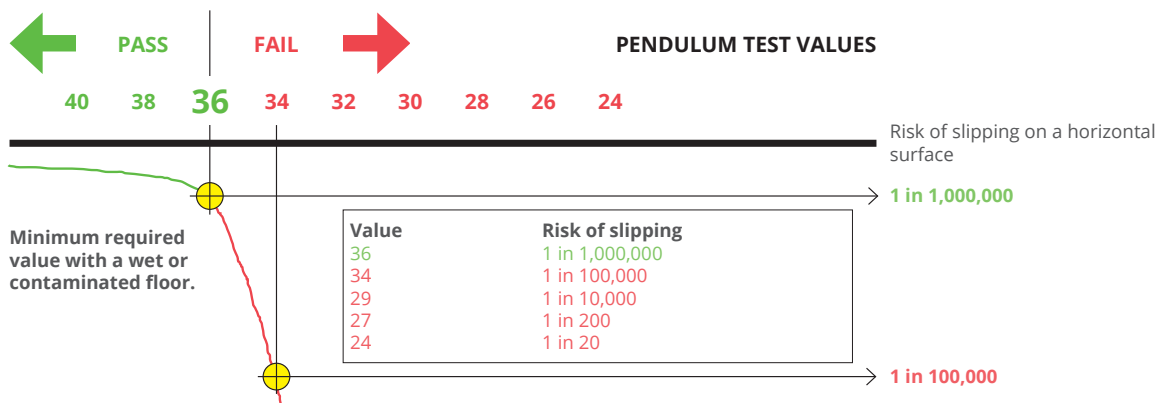 PASS FAIL PENDULUM TEST VALUES
40 38 36 34 32 30 28 26 24
Risk of slipping on a horizontal
surface
1 in 1,000,000
Minimum required
value with a wet or
contaminated floor.
Value Risk of slipping
36 1 in 1,000,000
34 1 in 100,000
29 1 in 10,000
27 1 in 200
24 1 in 20
1 in 100,000